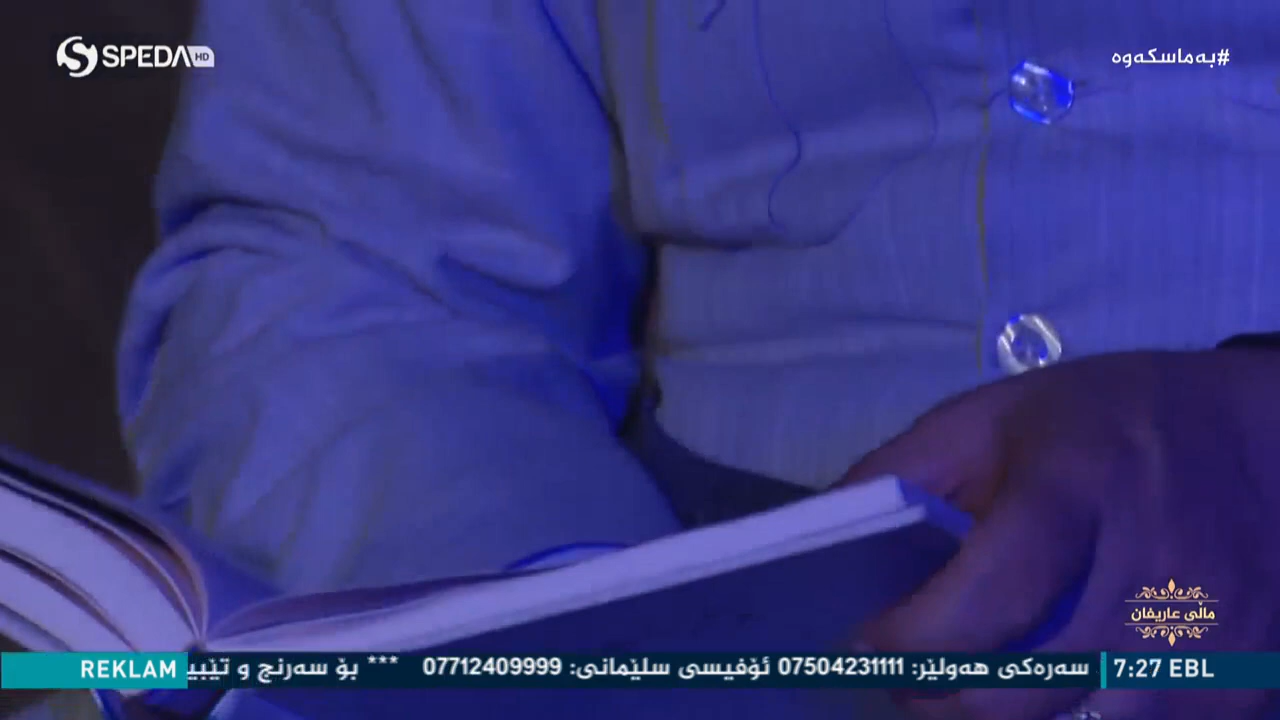 SPEDA HD
#بەماسکەوە
ماڵی عاریفان
7:27 EBL
سەرەکی هەولێر: 07504231111 ئۆفیسی سلێمانی: 07712409999 *** بۆ سەرنج و تێبی
REKLAM